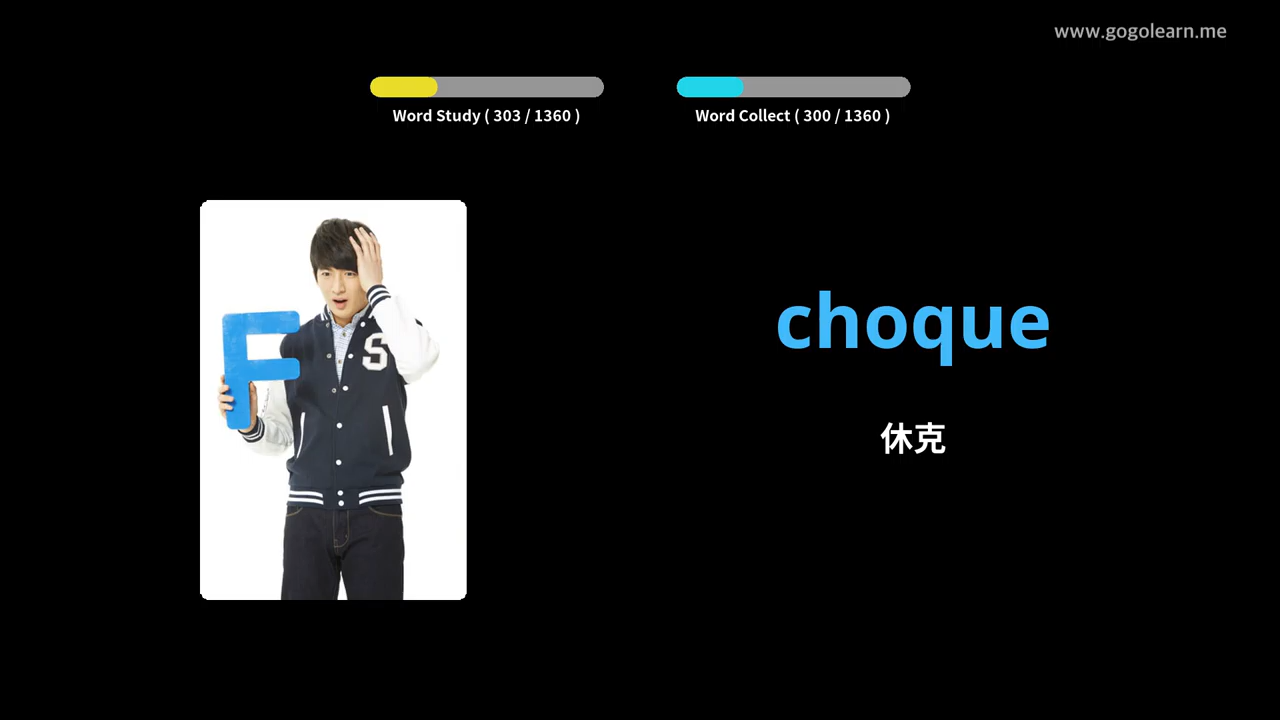 www.gogolearn.me
Word Study ( 303 / 1360 )
Word Collect ( 300 / 1360 )
F
S
choque
休克